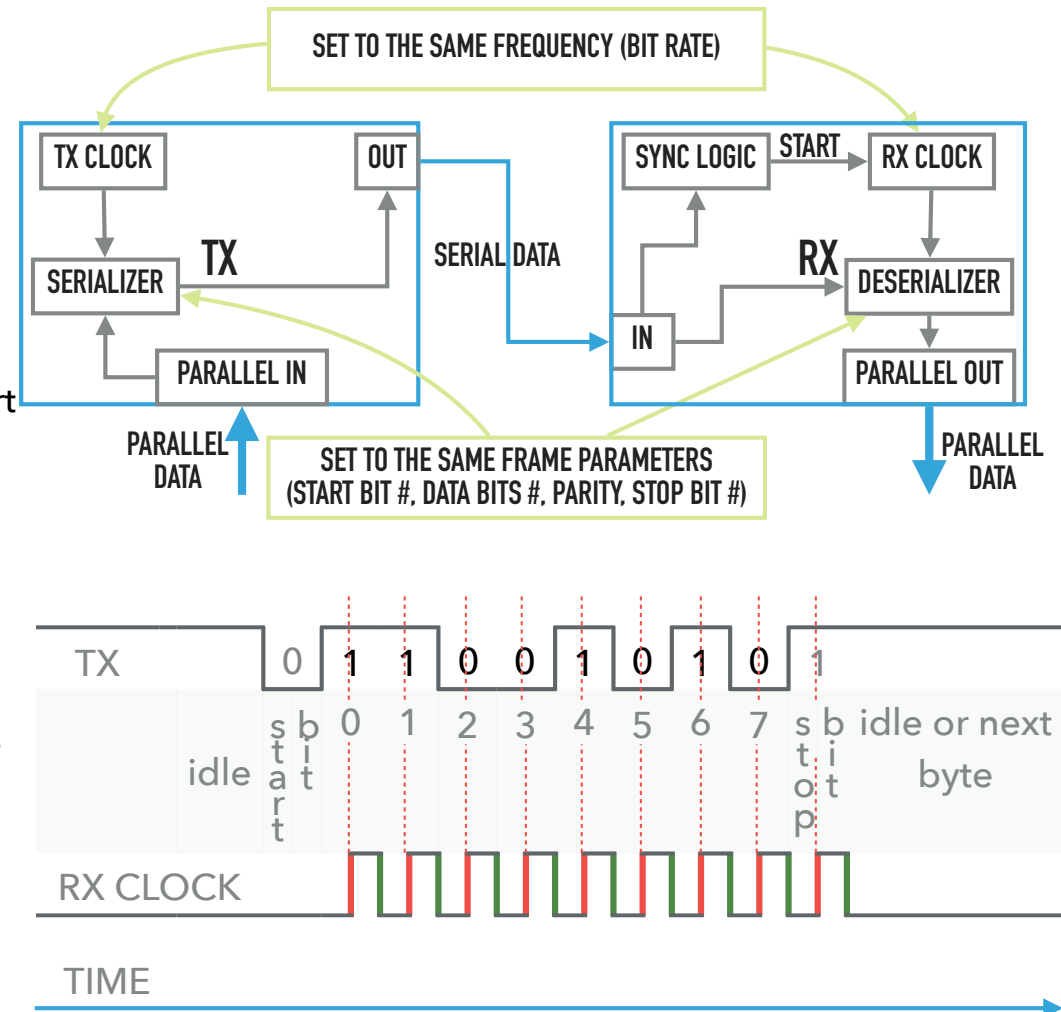 SET TO THE SAME FREQUENCY (BIT RATE)
TX CLOCK
OUT
SYNC LOGIC
START
RX CLOCK
SERIALIZER
TX
SERIAL DATA
RX
DESERIALIZER
IN
PARALLEL IN
PARALLEL OUT
rt
PARALLEL
DATA
SET TO THE SAME FRAME PARAMETERS
(START BIT #, DATA BITS #, PARITY, STOP BIT #)
PARALLEL
DATA
TX
0 1 1 0 0 1 0 1 0 1
idle
start bit
0 1 2 3 4 5 6 7
stop bit
idle or next
byte
RX CLOCK
TIME